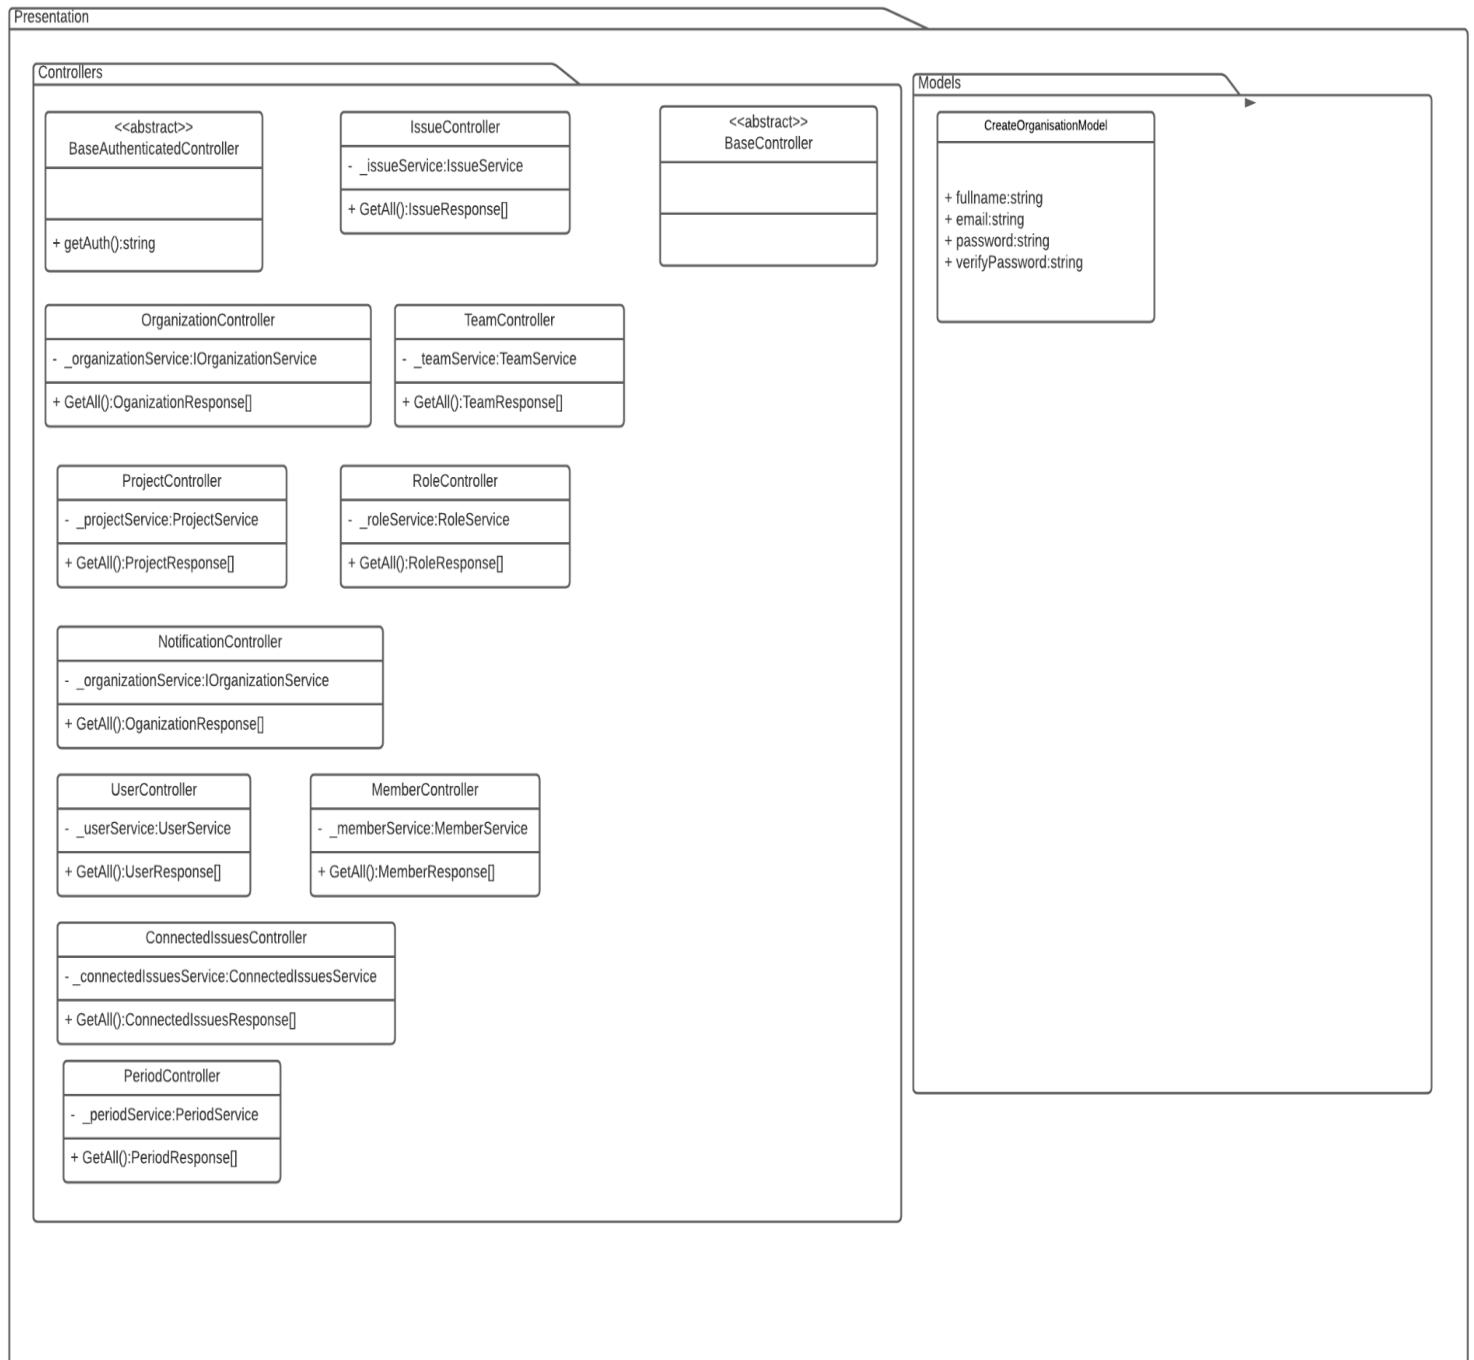 Presentation
Controllers
<<abstract>>
BaseAuthenticatedController
+ getAuth():string
IssueController
- _issueService:IssueService
+ GetAll():IssueResponse[]
<<abstract>>
BaseController
OrganizationController
- _organizationService:IOrganizationService
+ GetAll():OganizationResponse[]
TeamController
- _teamService:TeamService
+ GetAll():TeamResponse[]
ProjectController
- _projectService:ProjectService
+ GetAll():ProjectResponse[]
RoleController
- _roleService:RoleService
+ GetAll():RoleResponse[]
NotificationController
- _organizationService:IOrganizationService
+ GetAll():OganizationResponse[]
UserController
- _userService:UserService
+ GetAll():UserResponse[]
MemberController
- _memberService:MemberService
+ GetAll():MemberResponse[]
ConnectedIssuesController
- _connectedIssuesService:ConnectedIssuesService
+ GetAll():ConnectedIssuesResponse[]
PeriodController
- _periodService:PeriodService
+ GetAll():PeriodResponse[]
Models
CreateOrganisationModel
+ fullname:string
+ email:string
+ password:string
+ verifyPassword:string